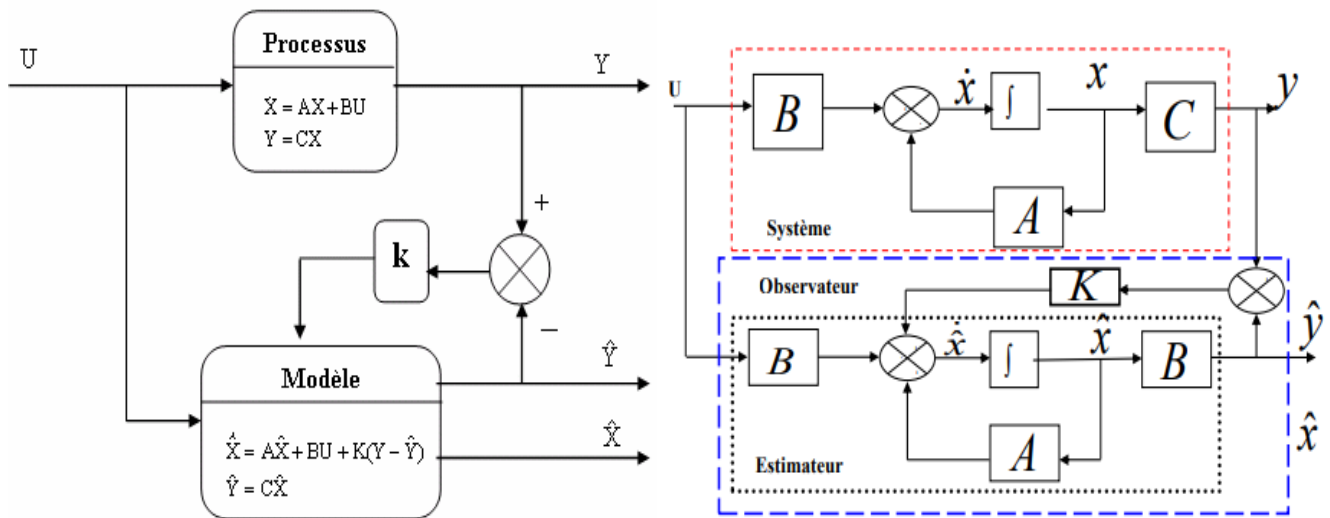 U
Processus
Ẋ = AX + BU
Y = CX
Y
+
k
−
Ŷ
Modèle
X̂̇ = AX̂ + BU + K(Y − Ŷ)
Ŷ = CX̂
X̂
U
B
ẋ
∫
x
C
y
A
Système
Observateur
K
B
x̂̇
∫
x̂
B
ŷ
A
Estimateur
x̂